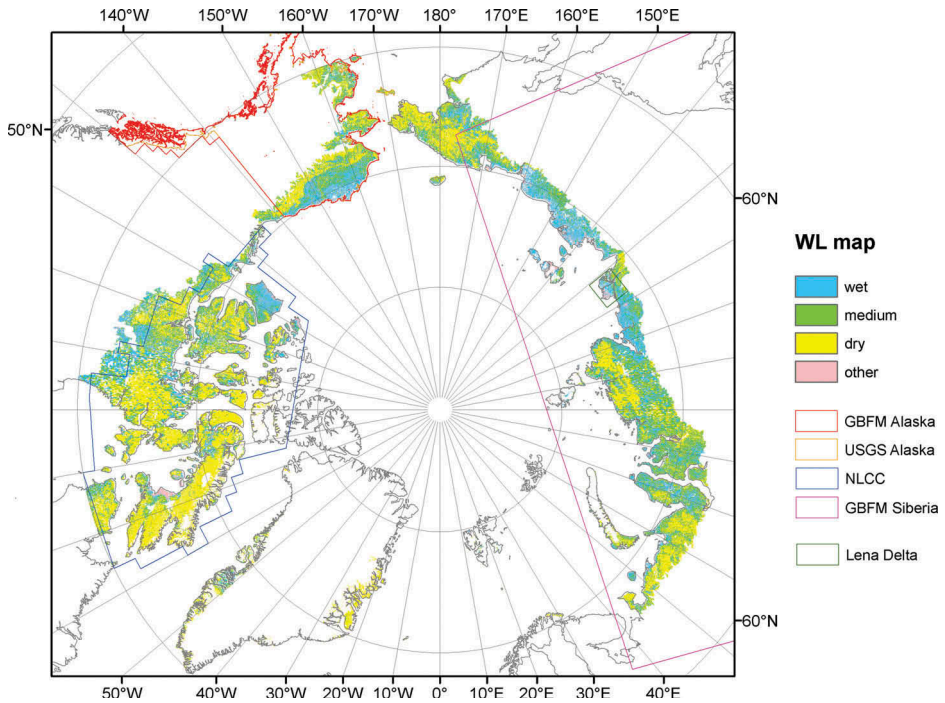 140°W 150°W 160°W 170°W 180° 170°E 160°E 150°E
50°N
60°N
WL map
wet
medium
dry
other
GBFM Alaska
USGS Alaska
NLCC
GBFM Siberia
Lena Delta
60°N
50°W 40°W 30°W 20°W 10°W 0° 10°E 20°E 30°E 40°E